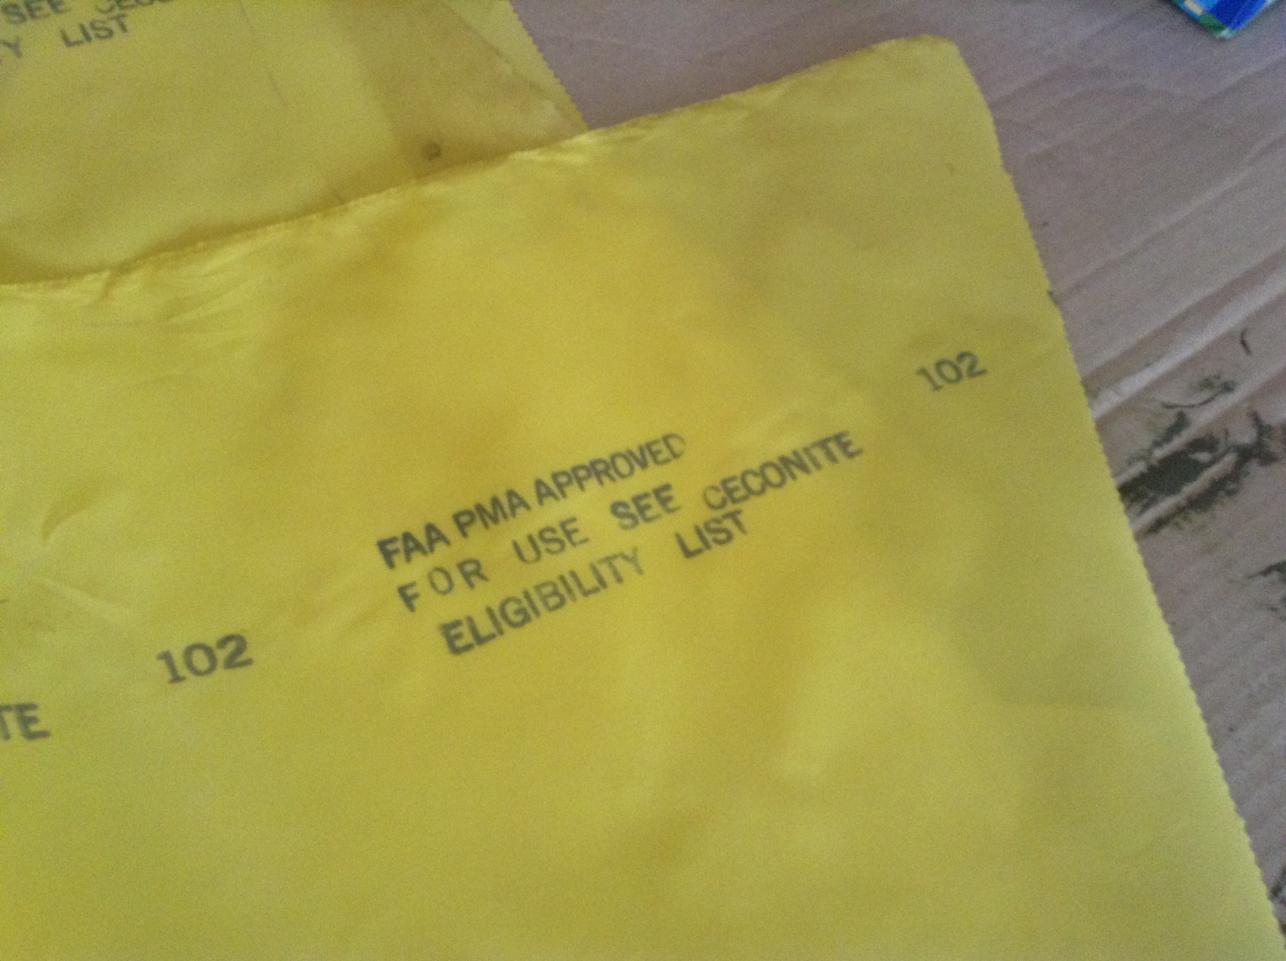 SEE
LIST
102
FAA PMA APPROVED
FOR USE SEE CECONITE
ELIGIBILITY LIST
102
TE